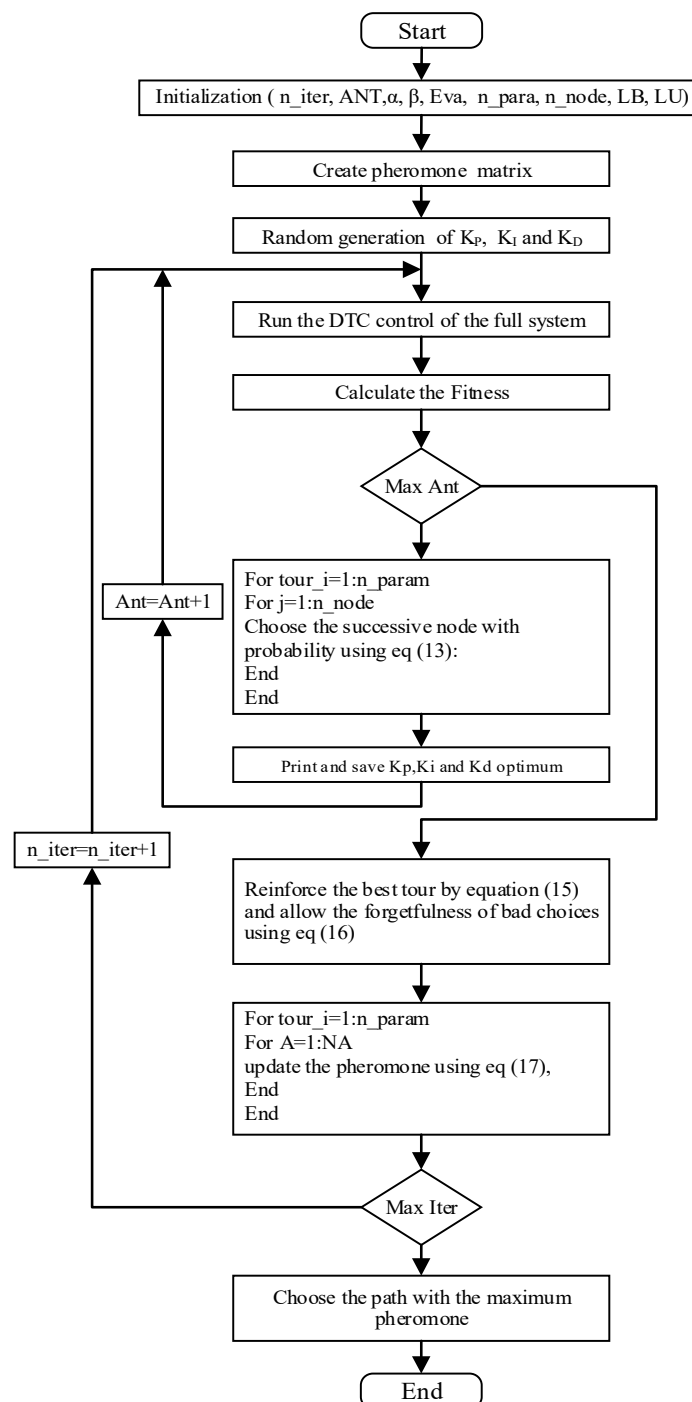 Start
Initialization ( n_iter, ANT,α, β, Eva, n_para, n_node, LB, LU)
Create pheromone matrix
Random generation of KP, KI and KD
Run the DTC control of the full system
Calculate the Fitness
Max Ant
For tour_i=1:n_param
For j=1:n_node
Choose the successive node with
probability using eq (13):
End
End
Ant=Ant+1
Print and save Kp,Ki and Kd optimum
n_iter=n_iter+1
Reinforce the best tour by equation (15)
and allow the forgetfulness of bad choices
using eq (16)
For tour_i=1:n_param
For A=1:NA
update the pheromone using eq (17),
End
End
Max Iter
Choose the path with the maximum
pheromone
End